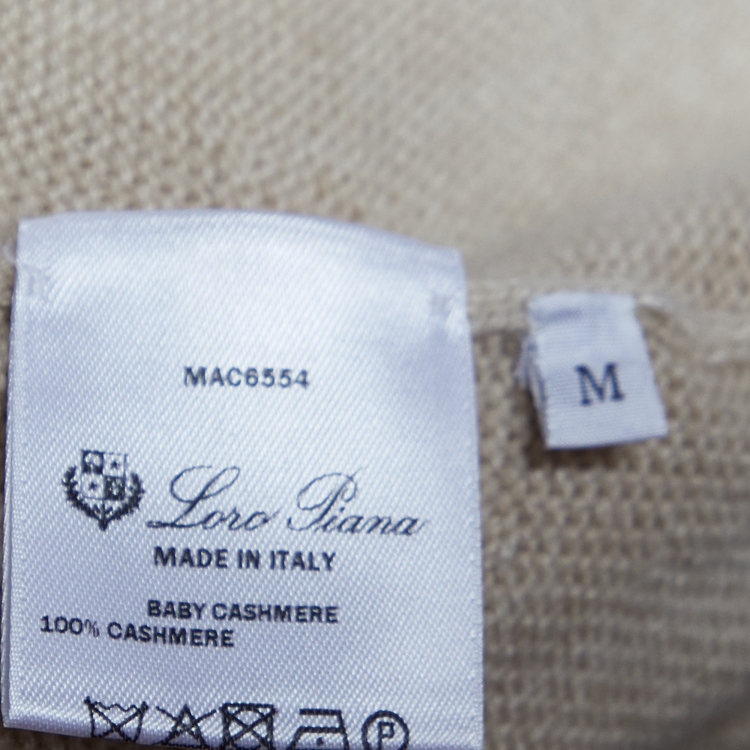 MAC6554
Loro Piana
MADE IN ITALY
BABY CASHMERE
100% CASHMERE
P
M